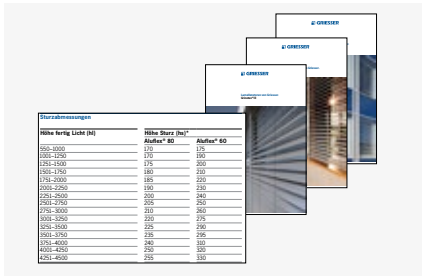 GRIESSER
GRIESSER
GRIESSER
Sturzabmessungen
Höhe fertig Licht (hl) Höhe Sturz (hs)*
Aluflex® 80 Aluflex® 60
550–1000 170 175
1001–1250 170 190
1251–1500 175 200
1501–1750 180 210
1751–2000 185 220
2001–2250 190 230
2251–2500 200 240
2501–2750 205 250
2751–3000 210 260
3001–3250 220 275
3251–3500 225 290
3501–3750 235 295
3751–4000 240 310
4001–4250 250 320
4251–4500 255 330